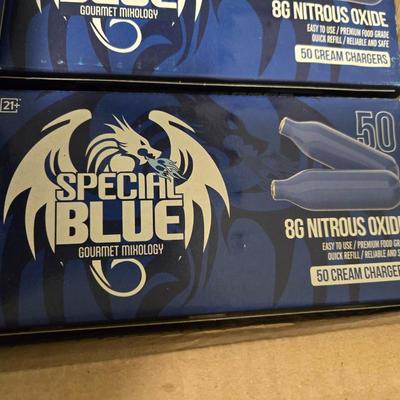 BLUE
GOURMET MIXOLOGY
8G NITROUS OXIDE
EASY TO USE / PREMIUM FOOD GRADE
QUICK REFILL / RELIABLE AND SAFE
50 CREAM CHARGERS
21+
SPECIAL
BLUE
GOURMET MIXOLOGY
50
8G NITROUS OXIDE
EASY TO USE / PREMIUM FOOD GRA
QUICK REFILL / RELIABLE AND S
50 CREAM CHARGER